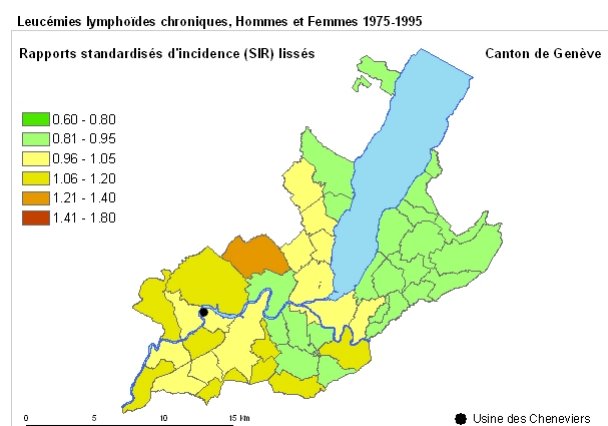 Leucémies lymphoïdes chroniques, Hommes et Femmes 1975-1995
Rapports standardisés d'incidence (SIR) lissés
Canton de Genève
0.60 - 0.80
0.81 - 0.95
0.96 - 1.05
1.06 - 1.20
1.21 - 1.40
1.41 - 1.80
0 5 10 15 Km
Usine des Cheneviers